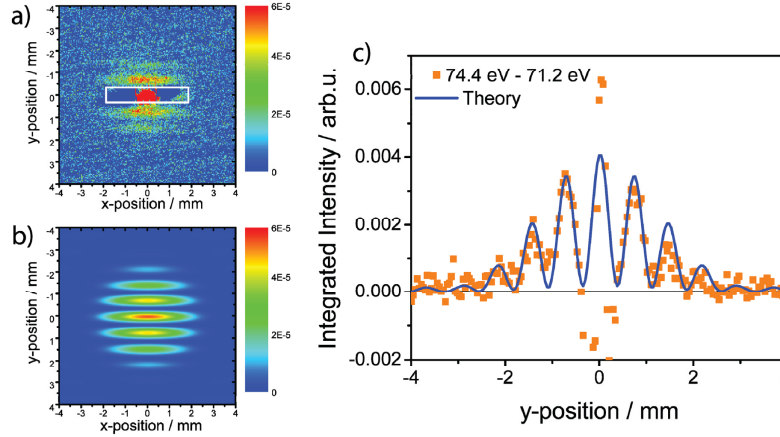 a)
-4
-3
-2
-1
0
1
2
3
4
y-position / mm
-4 -3 -2 -1 0 1 2 3 4
x-position / mm
6E-5
4E-5
2E-5
0
b)
-4
-3
-2
-1
0
1
2
3
4
y-position / mm
-4 -3 -2 -1 0 1 2 3 4
x-position / mm
6E-5
4E-5
2E-5
0
c)
74.4 eV - 71.2 eV
Theory
0.006
0.004
0.002
0.000
-0.002
Integrated Intensity / arb.u.
-4 -2 0 2
y-position / mm